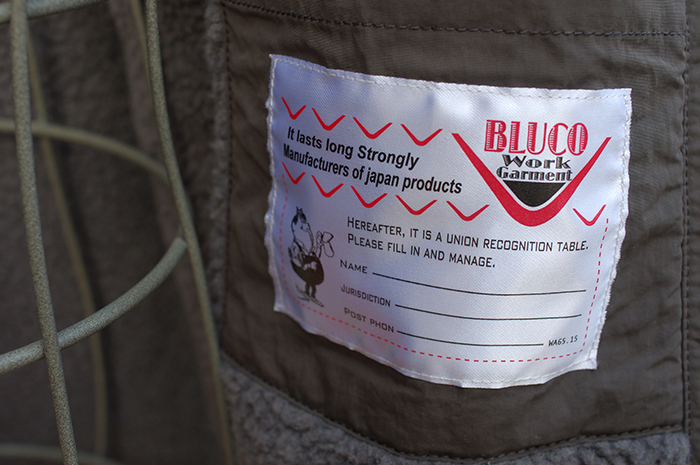 It lasts long Strongly
Manufacturers of japan products
BLUCO
Work
Garment
HEREAFTER, IT IS A UNION RECOGNITION TABLE.
PLEASE FILL IN AND MANAGE.
NAME
JURISDICTION
POST PHON
WA65.15